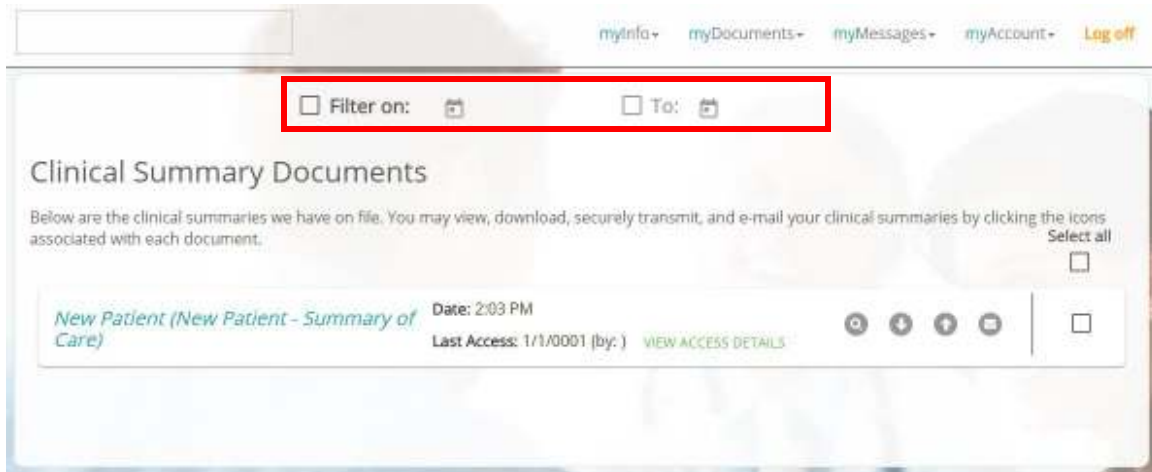 myInfo myDocuments myMessages myAccount Log off
Filter on: To:
Clinical Summary Documents
Below are the clinical summaries we have on file. You may view, download, securely transmit, and e-mail your clinical summaries by clicking the icons
associated with each document.
Select all
New Patient (New Patient - Summary of
Care)
Date: 2:03 PM
Last Access: 1/1/0001 (by: ) VIEW ACCESS DETAILS